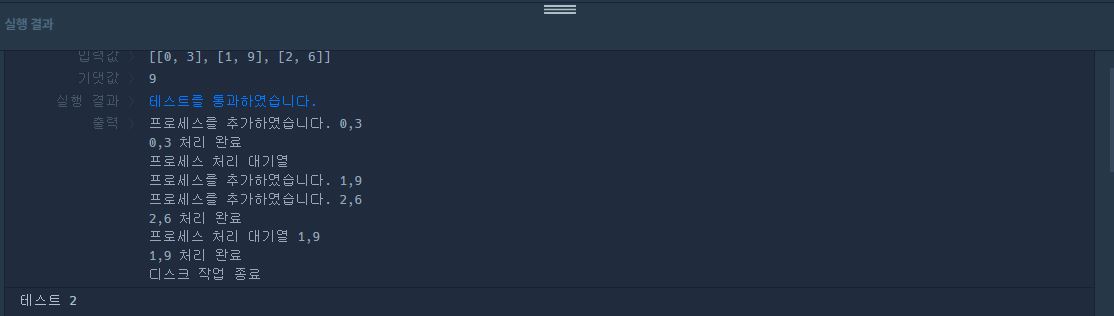 실행 결과
입력값 > [[0, 3], [1, 9], [2, 6]]
기댓값 > 9
실행 결과 > 테스트를 통과하였습니다.
출력 > 프로세스를 추가하였습니다. 0,3
0,3 처리 완료
프로세스 처리 대기열
프로세스를 추가하였습니다. 1,9
프로세스를 추가하였습니다. 2,6
2,6 처리 완료
프로세스 처리 대기열 1,9
1,9 처리 완료
디스크 작업 종료
테스트 2